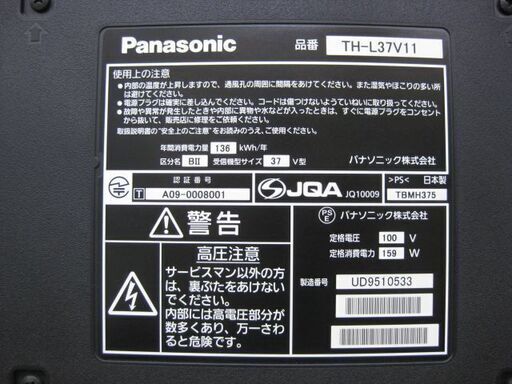 Panasonic 品番 TH-L37V11
使用上の注意
●内部の温度が上昇しますので、通風孔の周囲に間隔をあけてください。また湿気やほこりの多い所
は避けてください。
●電源プラグは確実に差し込んでください。コードは傷つけないようていねいに取り扱ってください。
●故障や異常が発生したときや内部に異物や水などが入ったときは、すぐに電源プラグをコンセント
から抜いて、販売店に修理をご依頼ください。
取扱説明書の"安全上のご注意"をお読みのうえ、ご使用ください。
年間消費電力量 136 kWh/年
区分名 BⅡ 受信機型サイズ 37 V型 パナソニック株式会社
認証番号
T A09-0008001
JQA JQ10009
>PS< 日本製
TBMH375
警告
高圧注意
サービスマン以外の方
は、裏ぶたをあけない
でください。
内部には高電圧部分が
数多くあり、万一さわ
ると危険です。
PS
E パナソニック株式会社
定格電圧 100 V
定格消費電力 159 W
製造番号 UD9510533